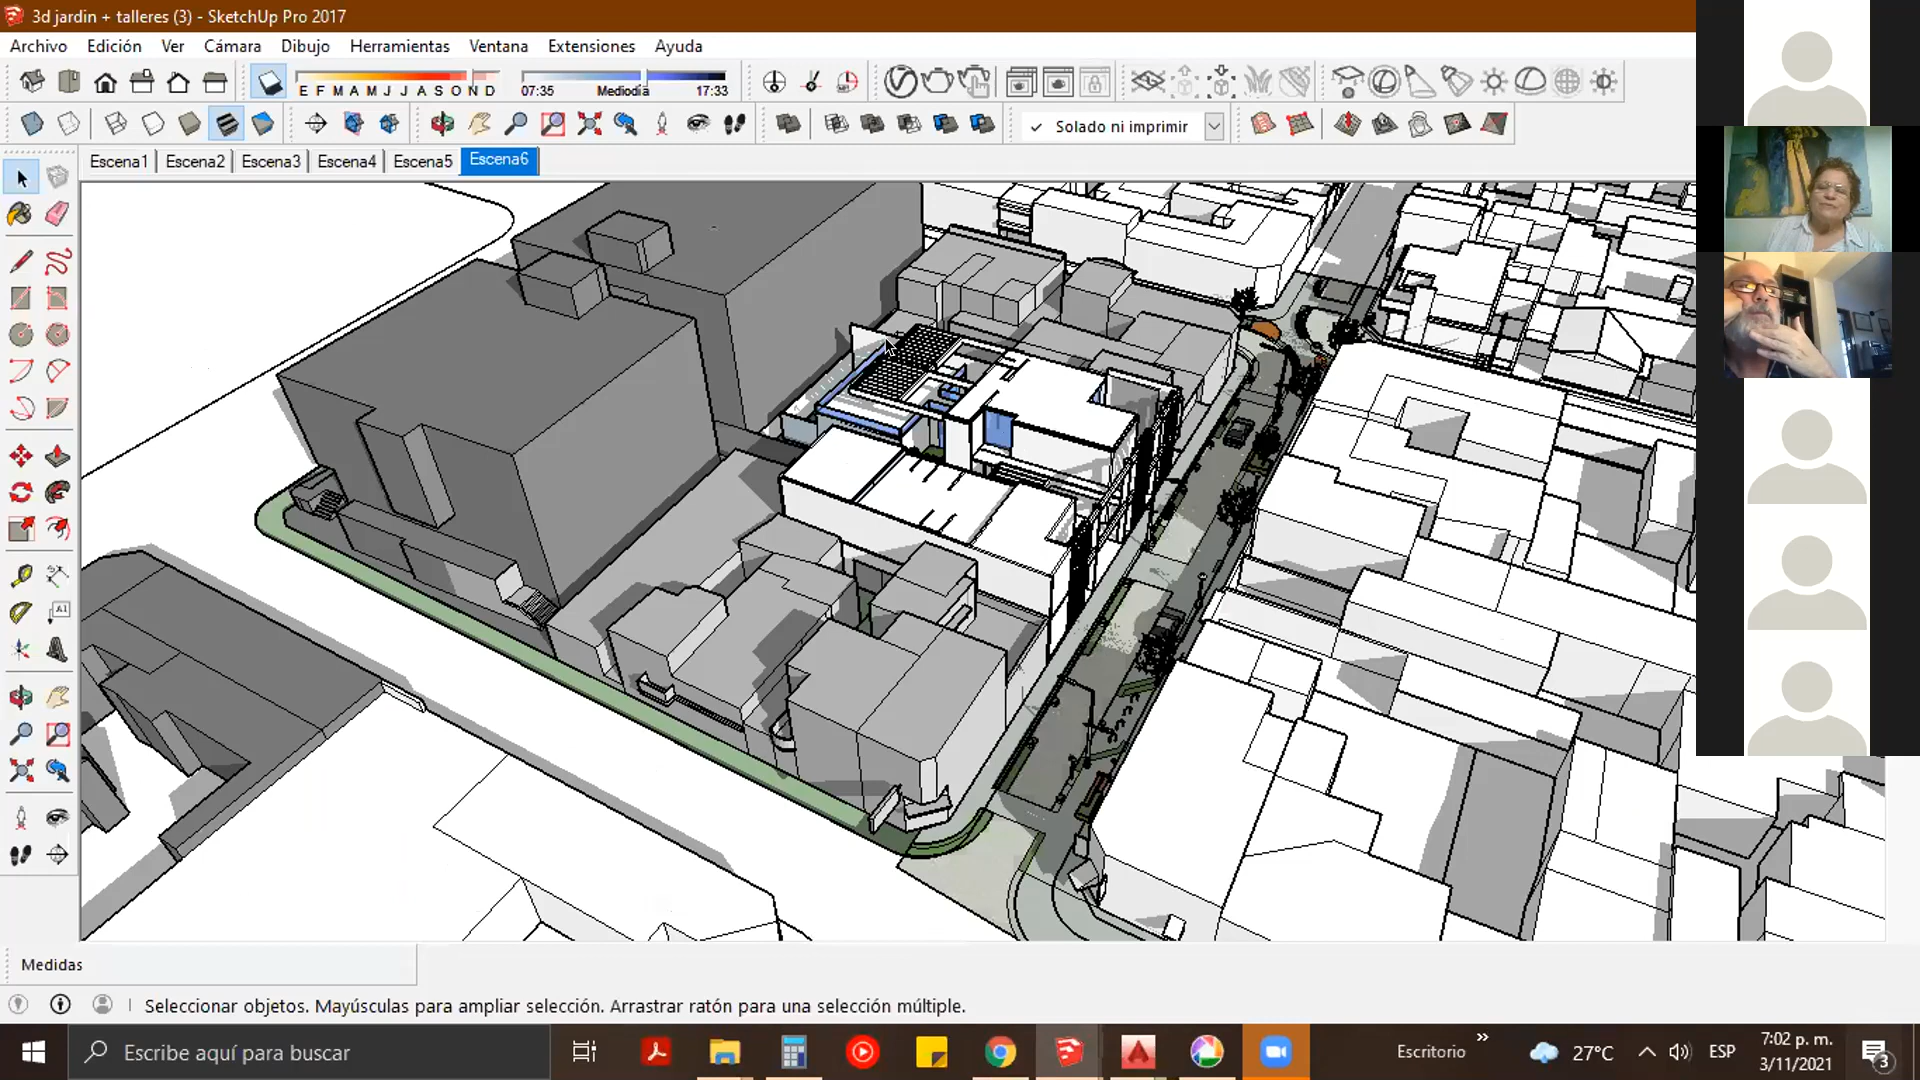 3d jardin + talleres (3) - SketchUp Pro 2017
Archivo Edición Ver Cámara Dibujo Herramientas Ventana Extensiones Ayuda
E F M A M J J A S O N D
07:35 Mediodía 17:33
Solado ni imprimir
Escena1 Escena2 Escena3 Escena4 Escena5 Escena6
A1
Medidas
Seleccionar objetos. Mayúsculas para ampliar selección. Arrastrar ratón para una selección múltiple.
Escribe aquí para buscar
Escritorio
27°C
ESP
7:02 p. m.
3/11/2021
3